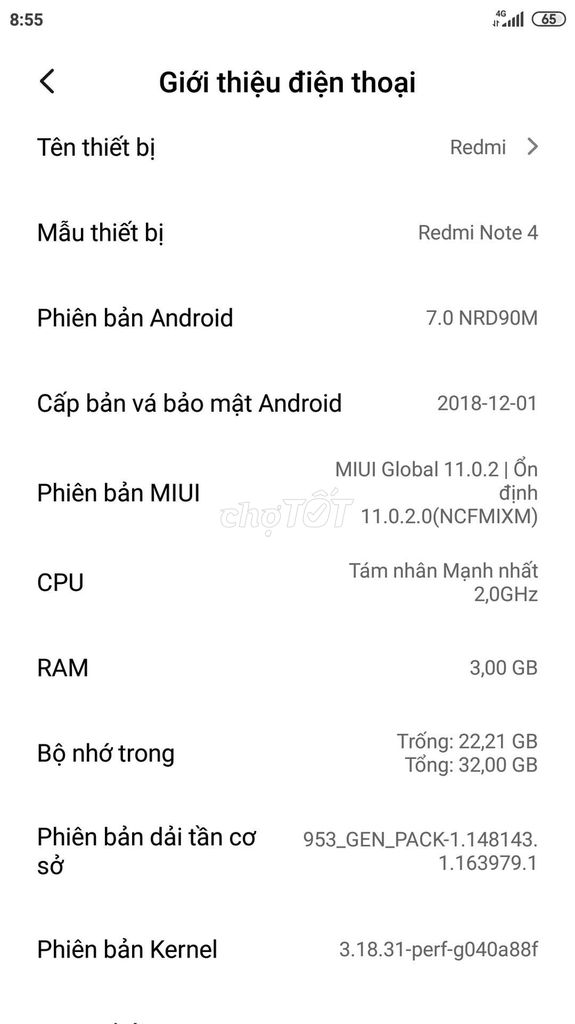 8:55
4G
65
Giới thiệu điện thoại
Tên thiết bị
Redmi
Mẫu thiết bị
Redmi Note 4
Phiên bản Android
7.0 NRD90M
Cấp bản vá bảo mật Android
2018-12-01
Phiên bản MIUI
MIUI Global 11.0.2 | Ổn
định
11.0.2.0(NCFMIXM)
chợTỐT
CPU
Tám nhân Mạnh nhất
2,0GHz
RAM
3,00 GB
Bộ nhớ trong
Trống: 22,21 GB
Tổng: 32,00 GB
Phiên bản dải tần cơ
sở
953_GEN_PACK-1.148143.
1.163979.1
Phiên bản Kernel
3.18.31-perf-g040a88f